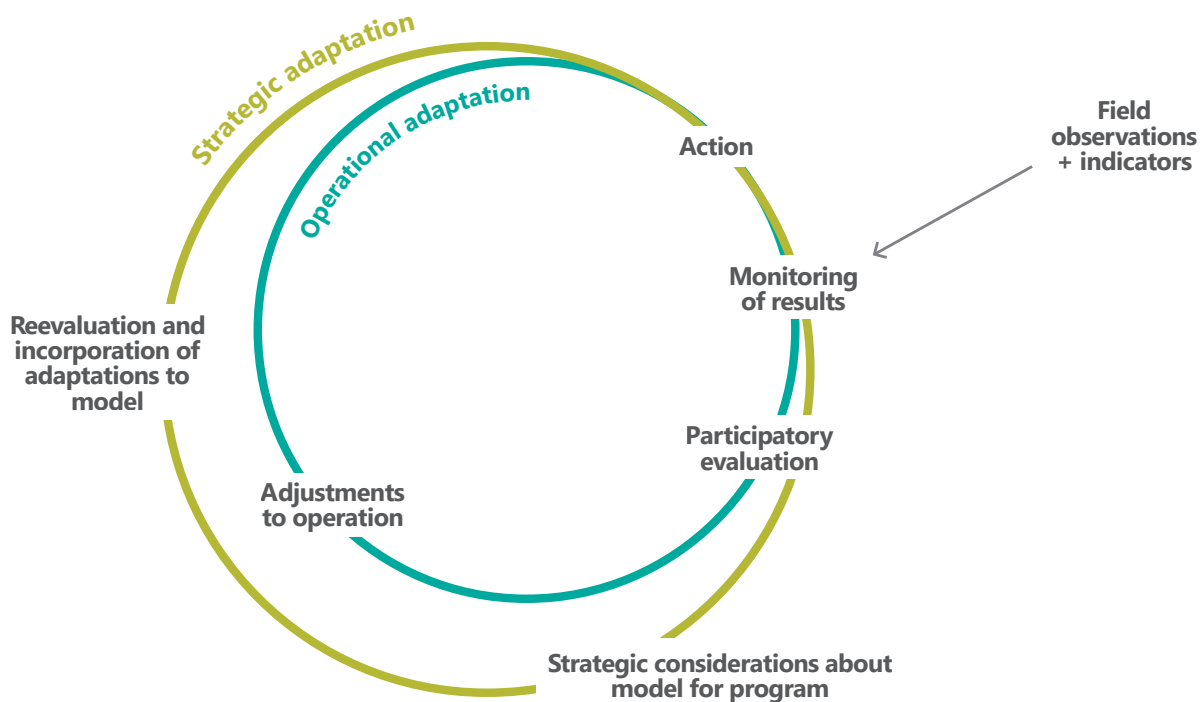 Strategic adaptation
Operational adaptation
Action
Field
observations
+ indicators
Monitoring
of results
Reevaluation and
incorporation of
adaptations to
model
Participatory
evaluation
Adjustments
to operation
Strategic considerations about
model for program